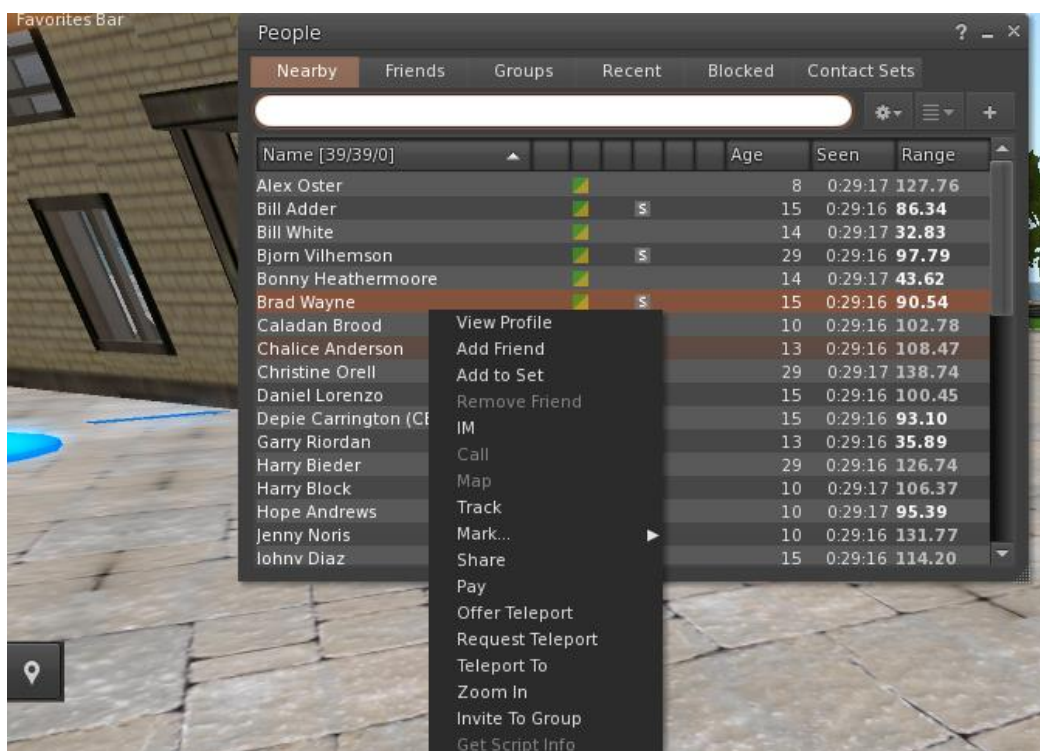 Favorites Bar
People ? _ ×
Nearby Friends Groups Recent Blocked Contact Sets
Name [39/39/0] Age Seen Range
Alex Oster 8 0:29:17 127.76
Bill Adder S 15 0:29:16 86.34
Bill White 14 0:29:17 32.83
Bjorn Vilhemson S 29 0:29:16 97.79
Bonny Heathermoore 14 0:29:17 43.62
Brad Wayne S 15 0:29:16 90.54
Caladan Brood 10 0:29:16 102.78
Chalice Anderson 13 0:29:16 108.47
Christine Orell 29 0:29:17 138.74
Daniel Lorenzo 15 0:29:16 100.45
Depie Carrington 15 0:29:16 93.10
Garry Riordan 13 0:29:16 35.89
Harry Bieder 29 0:29:16 126.74
Harry Block 10 0:29:17 106.37
Hope Andrews 10 0:29:17 95.39
Jenny Noris 10 0:29:16 131.77
Johny Diaz 15 0:29:16 114.20
View Profile
Add Friend
Add to Set
Remove Friend
IM
Call
Map
Track
Mark...
Share
Pay
Offer Teleport
Request Teleport
Teleport To
Zoom In
Invite To Group
Get Script Info